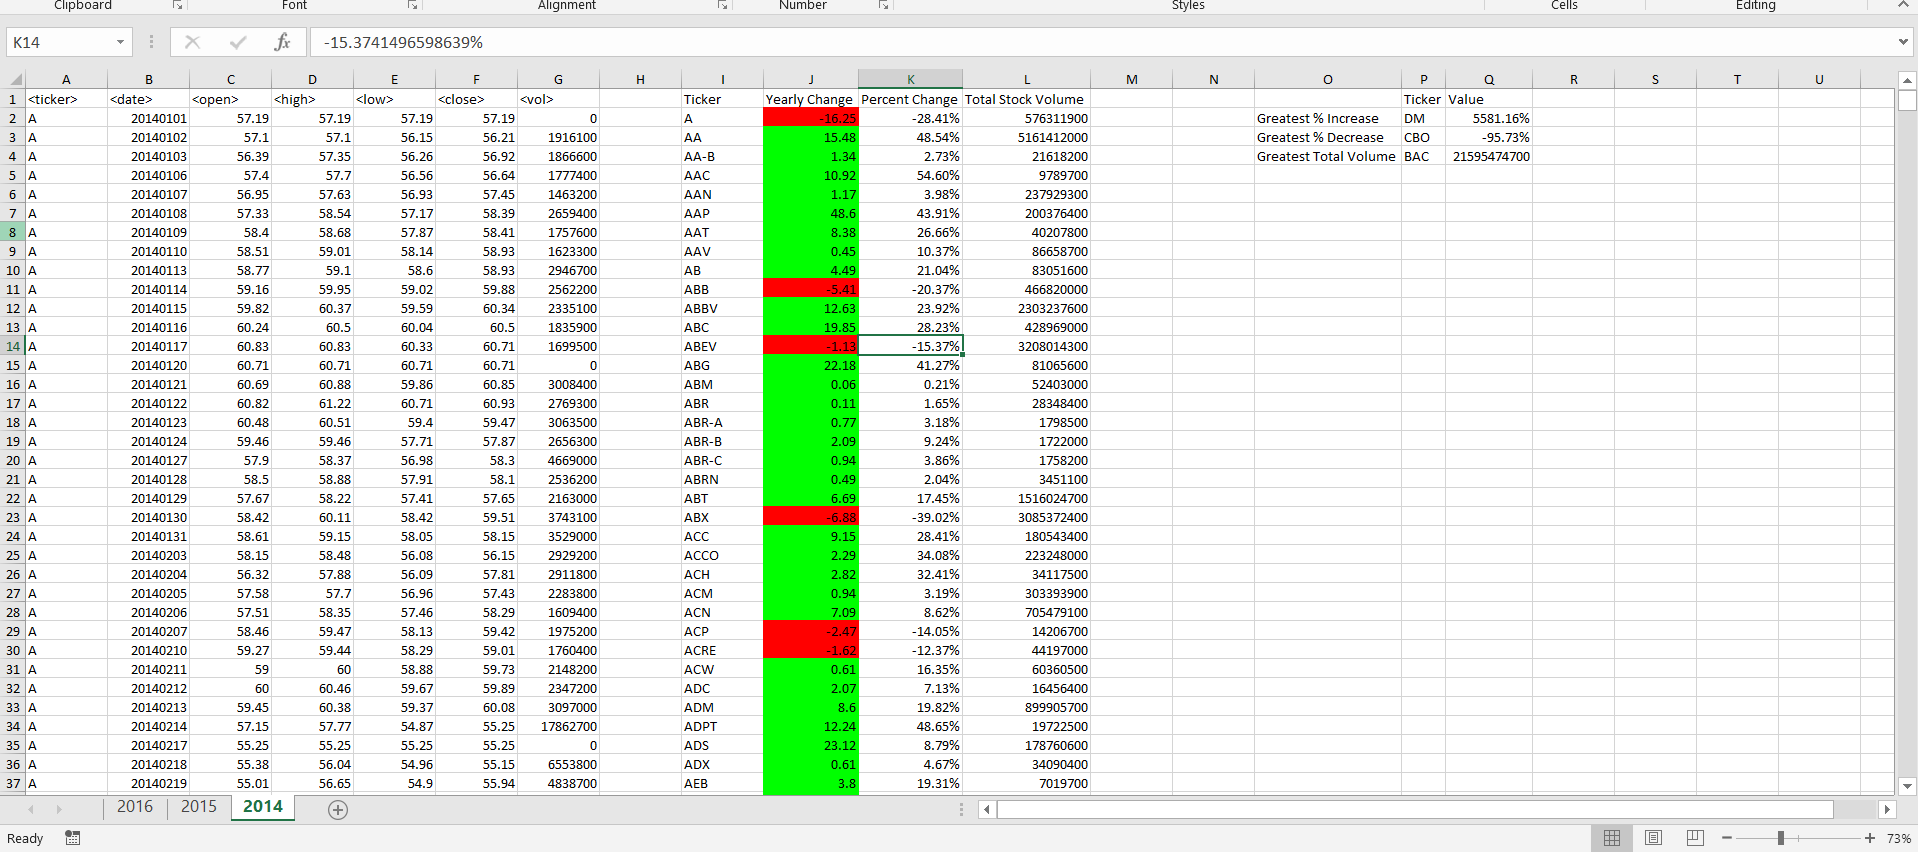 Clipboard Font Alignment Number Styles Cells Editing
K14 fx -15.3741496598639%
A B C D E F G H I J K L M N O P Q R S T U
1 <ticker> <date> <open> <high> <low> <close> <vol> Ticker Yearly Change Percent Change Total Stock Volume Ticker Value
2 A 20140101 57.19 57.19 57.19 57.19 0 A -16.25 -28.41% 576311900 Greatest % Increase DM 5581.16%
3 A 20140102 57.1 57.1 56.15 56.21 1916100 AA 15.48 48.54% 5161412000 Greatest % Decrease CBO -95.73%
4 A 20140103 56.39 57.35 56.26 56.92 1866600 AA-B 1.34 2.73% 21618200 Greatest Total Volume BAC 21595474700
5 A 20140106 57.4 57.7 56.56 56.64 1777400 AAC 10.92 54.60% 9789700
6 A 20140107 56.95 57.63 56.93 57.45 1463200 AAN 1.17 3.98% 237929300
7 A 20140108 57.33 58.54 57.17 58.39 2659400 AAP 48.6 43.91% 200376400
8 A 20140109 58.4 58.68 57.87 58.41 1757600 AAT 8.38 26.66% 40207800
9 A 20140110 58.51 59.01 58.14 58.93 1623300 AAV 0.45 10.37% 86658700
10 A 20140113 58.77 59.1 58.6 58.93 2946700 AB 4.49 21.04% 83051600
11 A 20140114 59.16 59.95 59.02 59.88 2562200 ABB -5.41 -20.37% 466820000
12 A 20140115 59.82 60.37 59.59 60.34 2335100 ABBV 12.63 23.92% 2303237600
13 A 20140116 60.24 60.5 60.04 60.5 1835900 ABC 19.85 28.23% 428969000
14 A 20140117 60.83 60.83 60.33 60.71 1699500 ABEV -1.13 -15.37% 3208014300
15 A 20140120 60.71 60.71 60.71 60.71 0 ABG 22.18 41.27% 81065600
16 A 20140121 60.69 60.88 59.86 60.85 3008400 ABM 0.06 0.21% 52403000
17 A 20140122 60.82 61.22 60.71 60.93 2769300 ABR 0.11 1.65% 28348400
18 A 20140123 60.48 60.51 59.4 59.47 3063500 ABR-A 0.77 3.18% 1798500
19 A 20140124 59.46 59.46 57.71 57.87 2656300 ABR-B 2.09 9.24% 1722000
20 A 20140127 57.9 58.37 56.98 58.3 4669000 ABR-C 0.94 3.86% 1758200
21 A 20140128 58.5 58.88 57.91 58.1 2536200 ABRN 0.49 2.04% 3451100
22 A 20140129 57.67 58.22 57.41 57.65 2163000 ABT 6.69 17.45% 1516024700
23 A 20140130 58.42 60.11 58.42 59.51 3743100 ABX -6.88 -39.02% 3085372400
24 A 20140131 58.61 59.15 58.05 58.15 3529000 ACC 9.15 28.41% 180543400
25 A 20140203 58.15 58.48 56.08 56.15 2929200 ACCO 2.29 34.08% 223248000
26 A 20140204 56.32 57.88 56.09 57.81 2911800 ACH 2.82 32.41% 34117500
27 A 20140205 57.58 57.7 56.96 57.43 2283800 ACM 0.94 3.19% 303393900
28 A 20140206 57.51 58.35 57.46 58.29 1609400 ACN 7.09 8.62% 705479100
29 A 20140207 58.46 59.47 58.13 59.42 1975200 ACP -2.47 -14.05% 14206700
30 A 20140210 59.27 59.44 58.29 59.01 1760400 ACRE -1.62 -12.37% 44197000
31 A 20140211 59 60 58.88 59.73 2148200 ACW 0.61 16.35% 60360500
32 A 20140212 60 60.46 59.67 59.89 2347200 ADC 2.07 7.13% 16456400
33 A 20140213 59.45 60.38 59.37 60.08 3097000 ADM 8.6 19.82% 899905700
34 A 20140214 57.15 57.77 54.87 55.25 17862700 ADPT 12.24 48.65% 19722500
35 A 20140217 55.25 55.25 55.25 55.25 0 ADS 23.12 8.79% 178760600
36 A 20140218 55.38 56.04 54.96 55.15 6553800 ADX 0.61 4.67% 34090400
37 A 20140219 55.01 56.65 54.9 55.94 4838700 AEB 3.8 19.31% 7019700
2016 2015 2014
Ready 73%